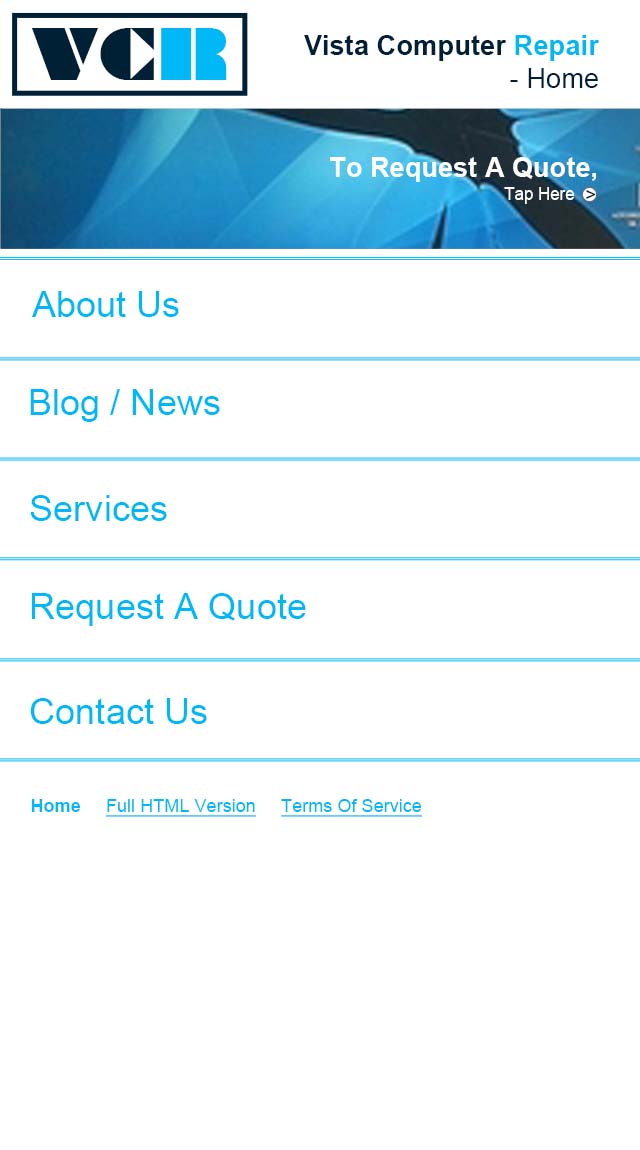 VCR
Vista Computer Repair
- Home
To Request A Quote,
Tap Here >
About Us
Blog / News
Services
Request A Quote
Contact Us
Home Full HTML Version Terms Of Service